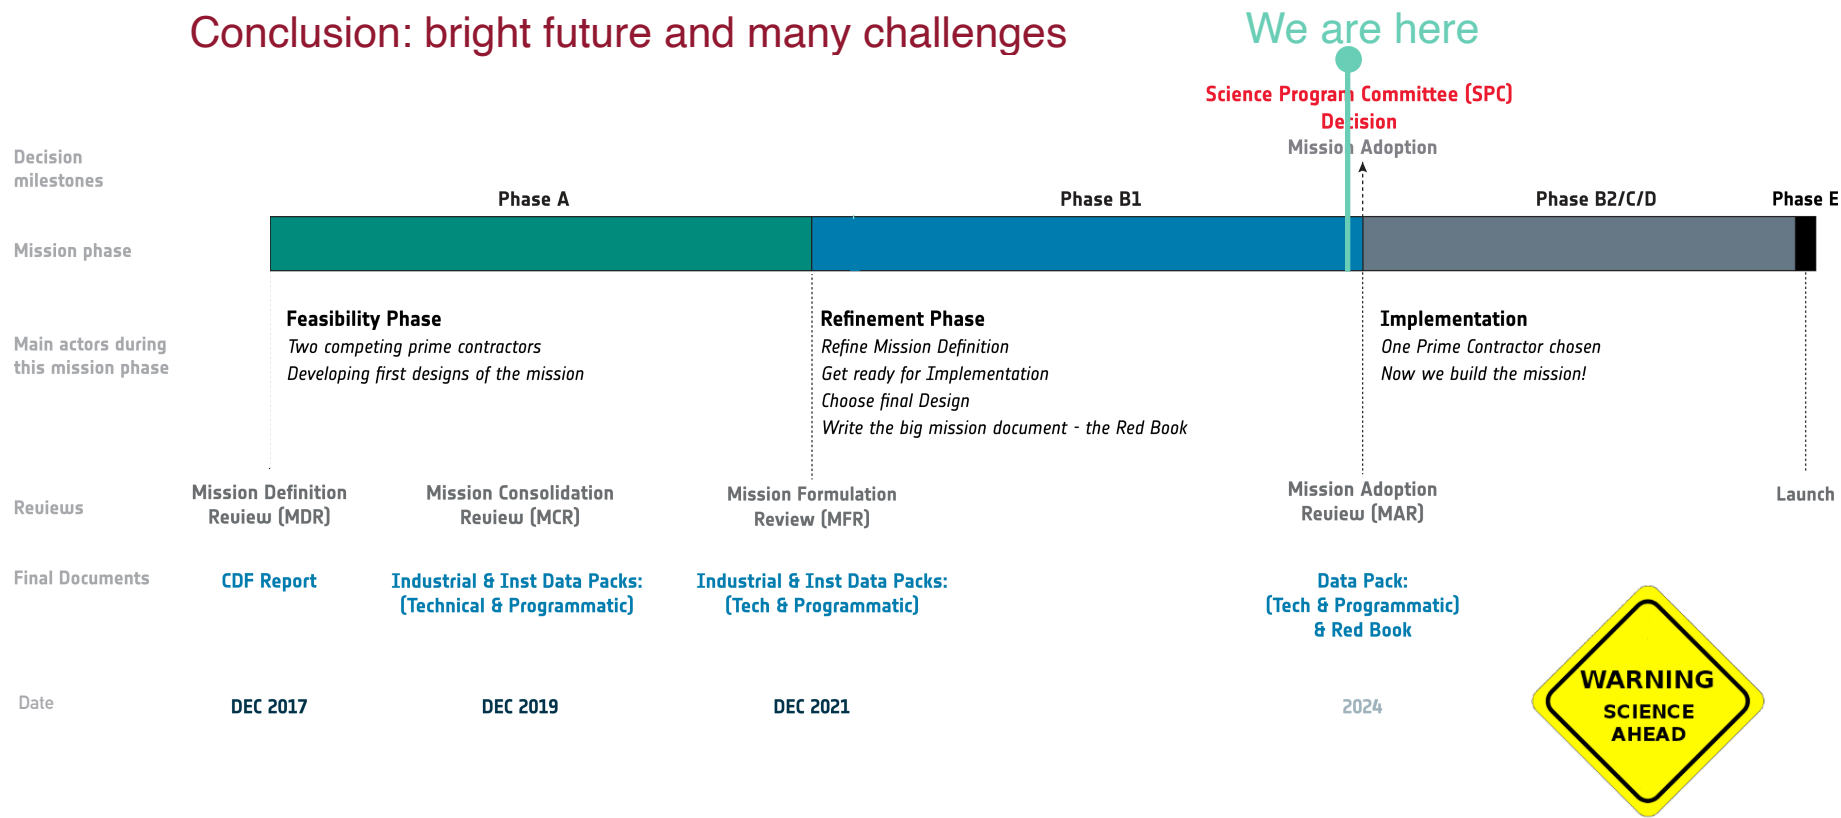 Conclusion: bright future and many challenges
We are here
Science Program Committee (SPC)
Decision
Mission Adoption
Decision
milestones
Phase A
Phase B1
Phase B2/C/D
Phase E
Mission phase
Main actors during
this mission phase
Feasibility Phase
Two competing prime contractors
Developing first designs of the mission
Refinement Phase
Refine Mission Definition
Get ready for Implementation
Choose final Design
Write the big mission document - the Red Book
Implementation
One Prime Contractor chosen
Now we build the mission!
Reviews
Mission Definition
Review (MDR)
Mission Consolidation
Review (MCR)
Mission Formulation
Review (MFR)
Mission Adoption
Review (MAR)
Launch
Final Documents
CDF Report
Industrial & Inst Data Packs:
(Technical & Programmatic)
Industrial & Inst Data Packs:
(Tech & Programmatic)
Data Pack:
(Tech & Programmatic)
& Red Book
Date
DEC 2017
DEC 2019
DEC 2021
2024
WARNING
SCIENCE
AHEAD